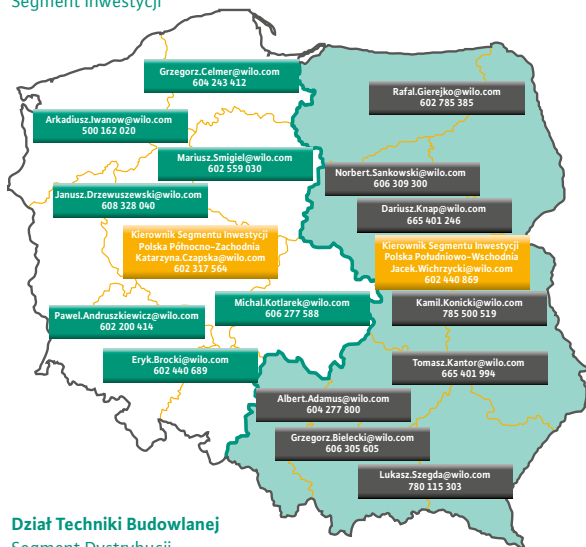 Segment Inwestycji
Grzegorz.Celmer@wilo.com
604 243 412
Rafal.Gierejko@wilo.com
602 785 385
Arkadiusz.Iwanow@wilo.com
500 162 020
Mariusz.Smigiel@wilo.com
602 559 030
Norbert.Sankowski@wilo.com
606 309 300
Janusz.Drzewuszewski@wilo.com
608 328 040
Dariusz.Knap@wilo.com
665 401 246
Kierownik Segmentu Inwestycji
Polska Północno-Zachodnia
Katarzyna.Czapska@wilo.com
602 317 564
Kierownik Segmentu Inwestycji
Polska Południowo-Wschodnia
Jacek.Wichrzycki@wilo.com
602 440 869
Michal.Kotlarek@wilo.com
606 277 588
Kamil.Konicki@wilo.com
785 500 519
Pawel.Andruszkiewicz@wilo.com
602 200 414
Eryk.Brocki@wilo.com
602 440 689
Tomasz.Kantor@wilo.com
665 401 994
Albert.Adamus@wilo.com
604 277 800
Grzegorz.Bielecki@wilo.com
606 305 605
Lukasz.Szegda@wilo.com
780 115 303
Dział Techniki Budowlanej
Segment Dystrybucji